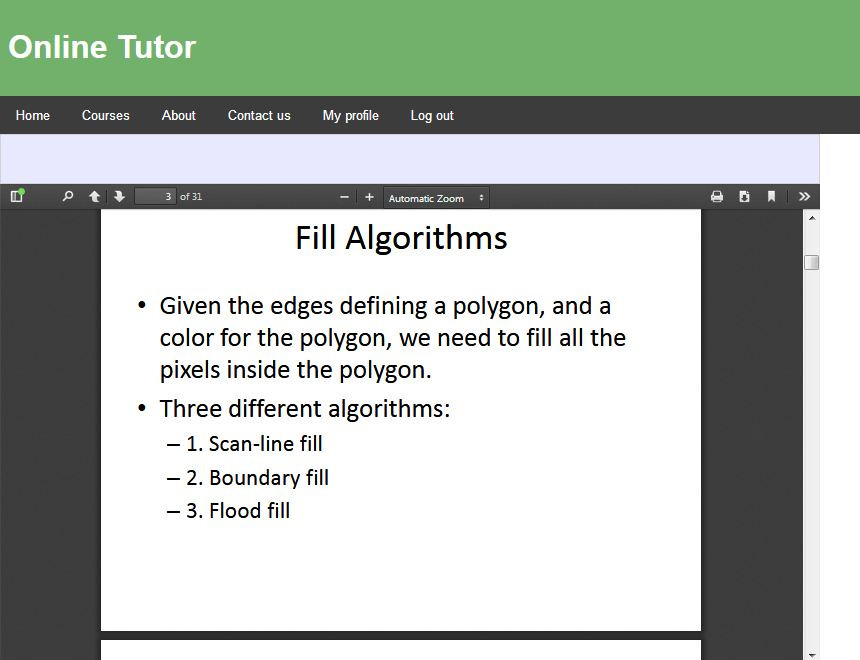 Online Tutor
Home Courses About Contact us My profile Log out
3 of 31 Automatic Zoom
Fill Algorithms
• Given the edges defining a polygon, and a
color for the polygon, we need to fill all the
pixels inside the polygon.
• Three different algorithms:
– 1. Scan-line fill
– 2. Boundary fill
– 3. Flood fill